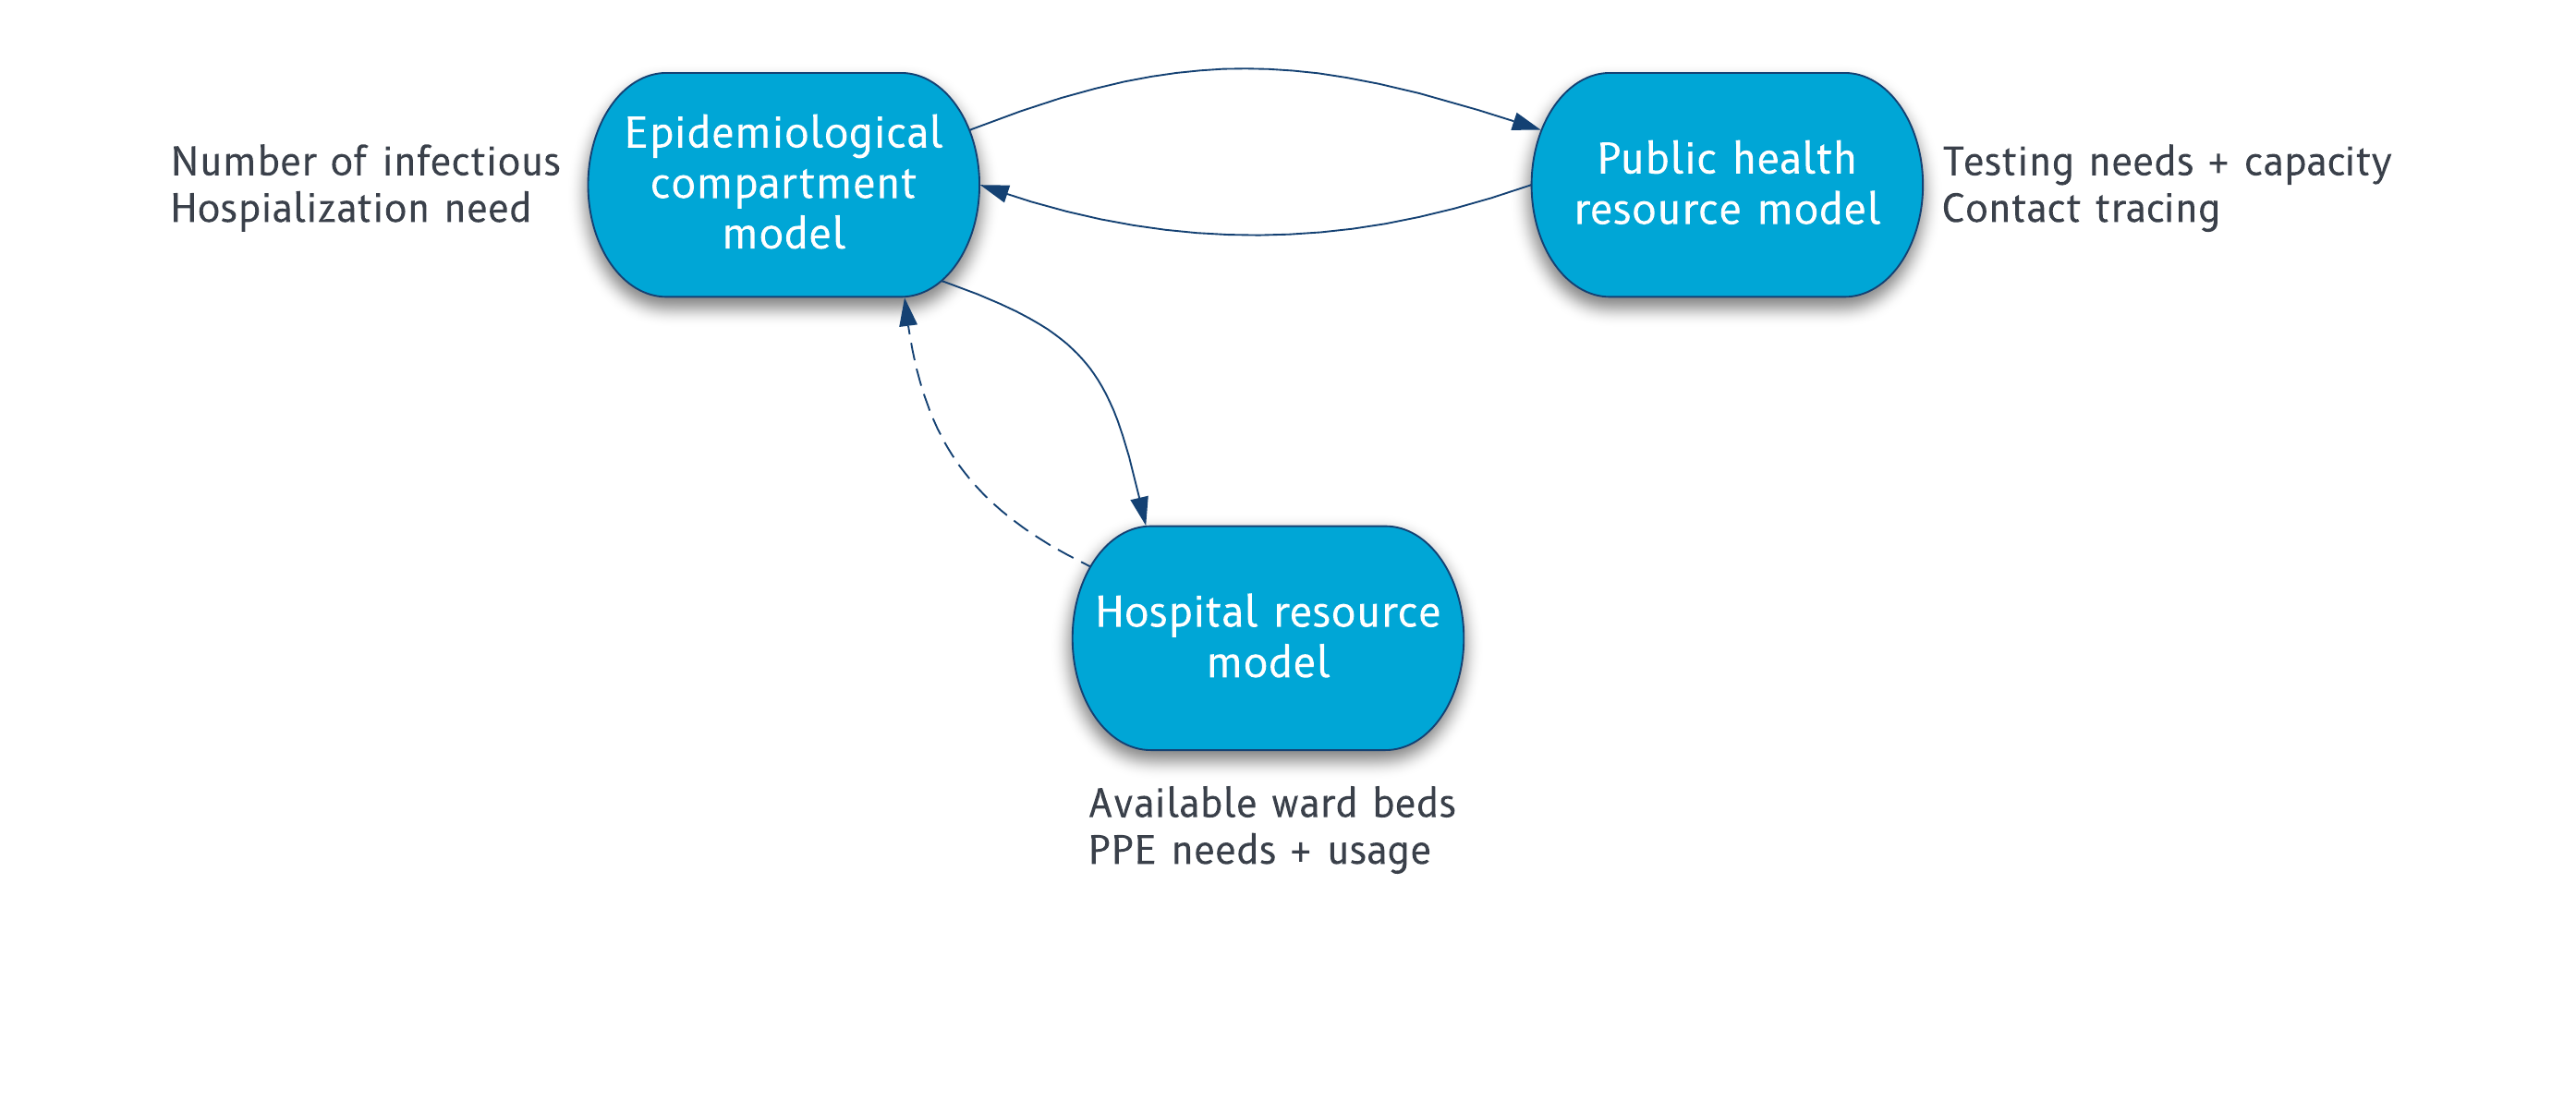 Number of infectious
Hospialization need
Epidemiological
compartment
model
Public health
resource model
Testing needs + capacity
Contact tracing
Hospital resource
model
Available ward beds
PPE needs + usage